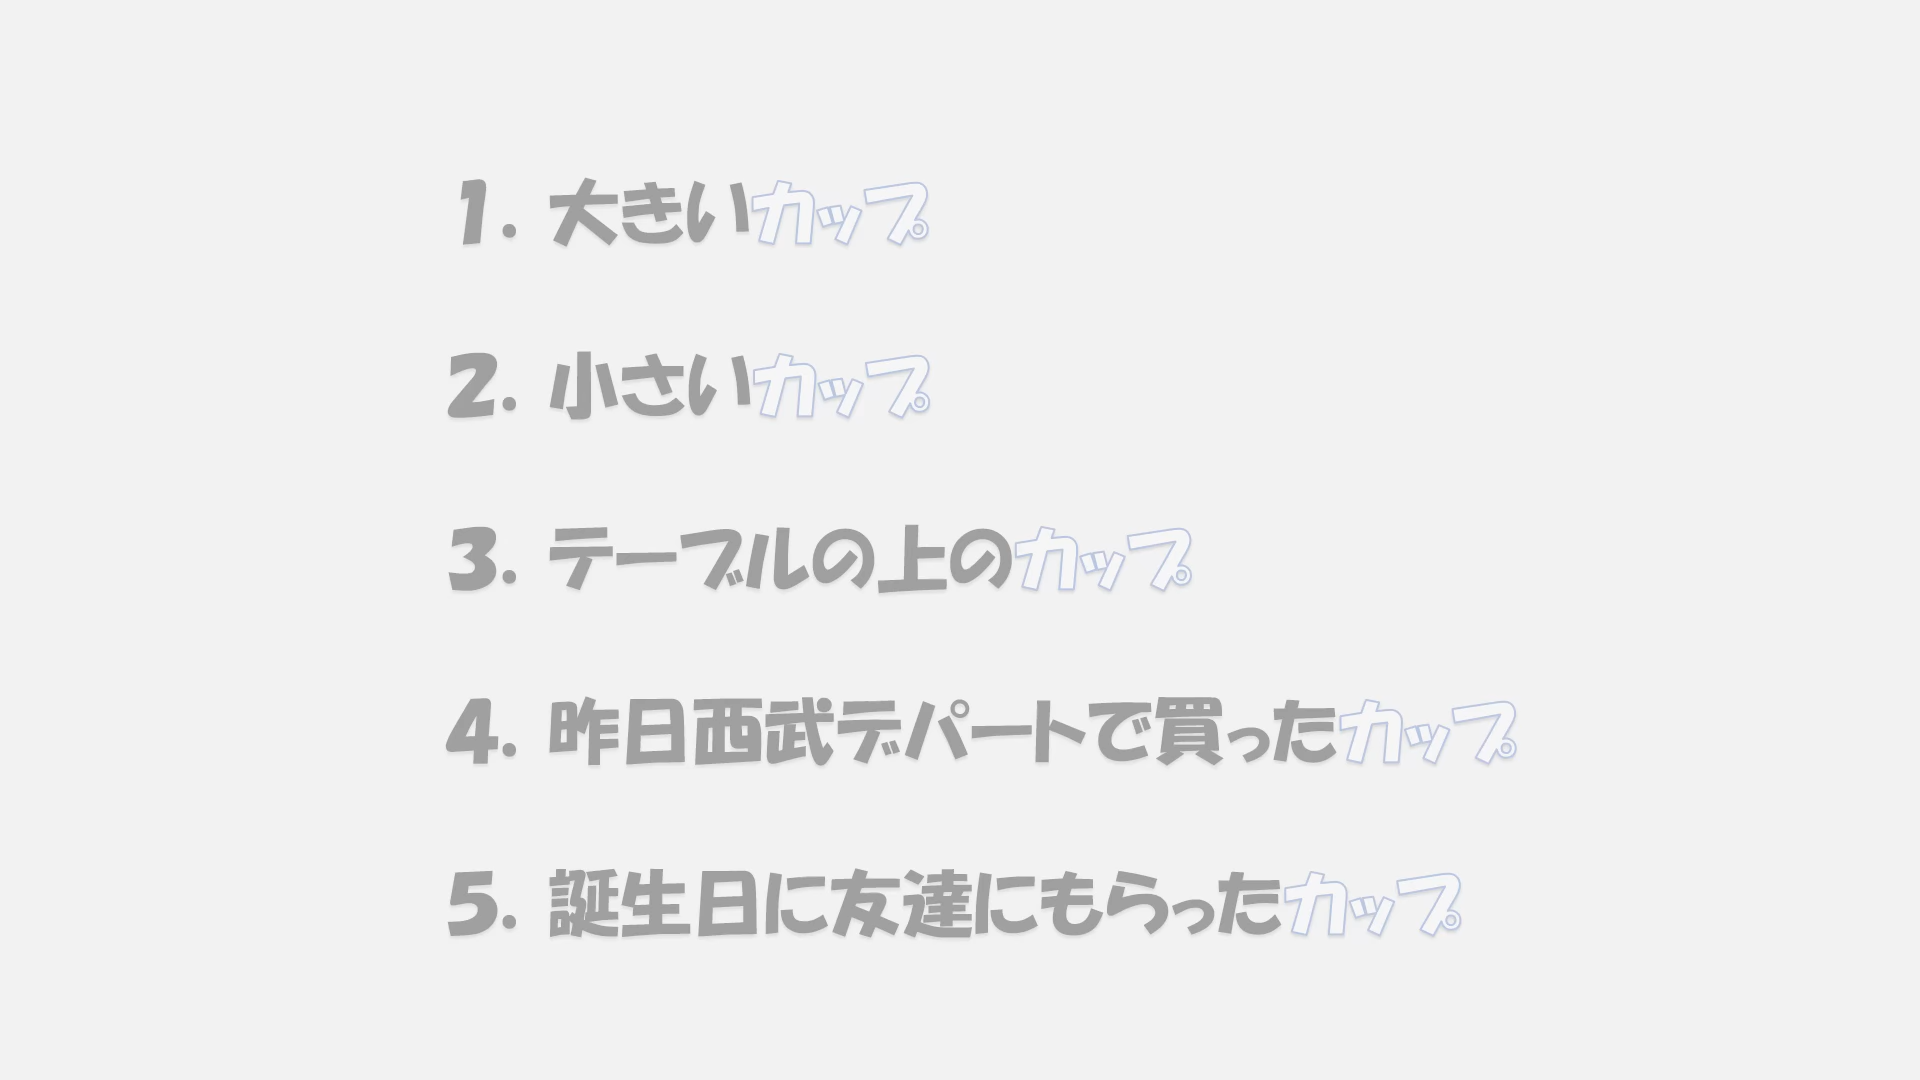 1. 大きいカップ
2. 小さいカップ
3. テーブルの上のカップ
4. 昨日西武デパートで買ったカップ
5. 誕生日に友達にもらったカップ